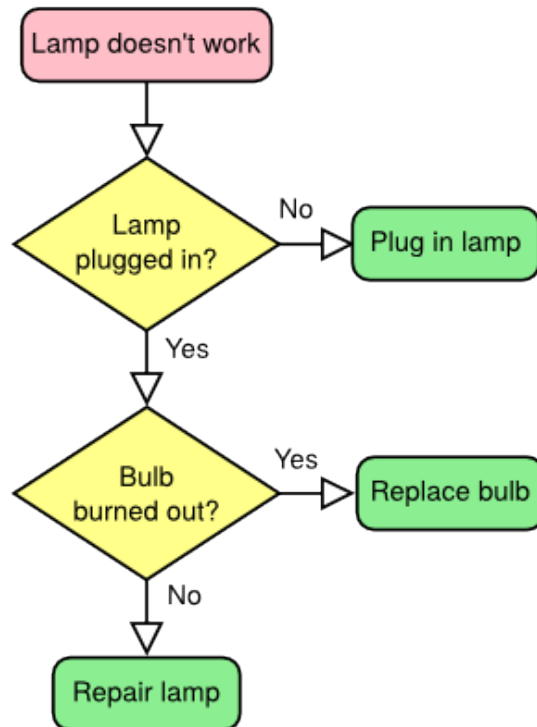 Lamp doesn't work
Lamp
plugged in?
No
Plug in lamp
Yes
Bulb
burned out?
Yes
Replace bulb
No
Repair lamp